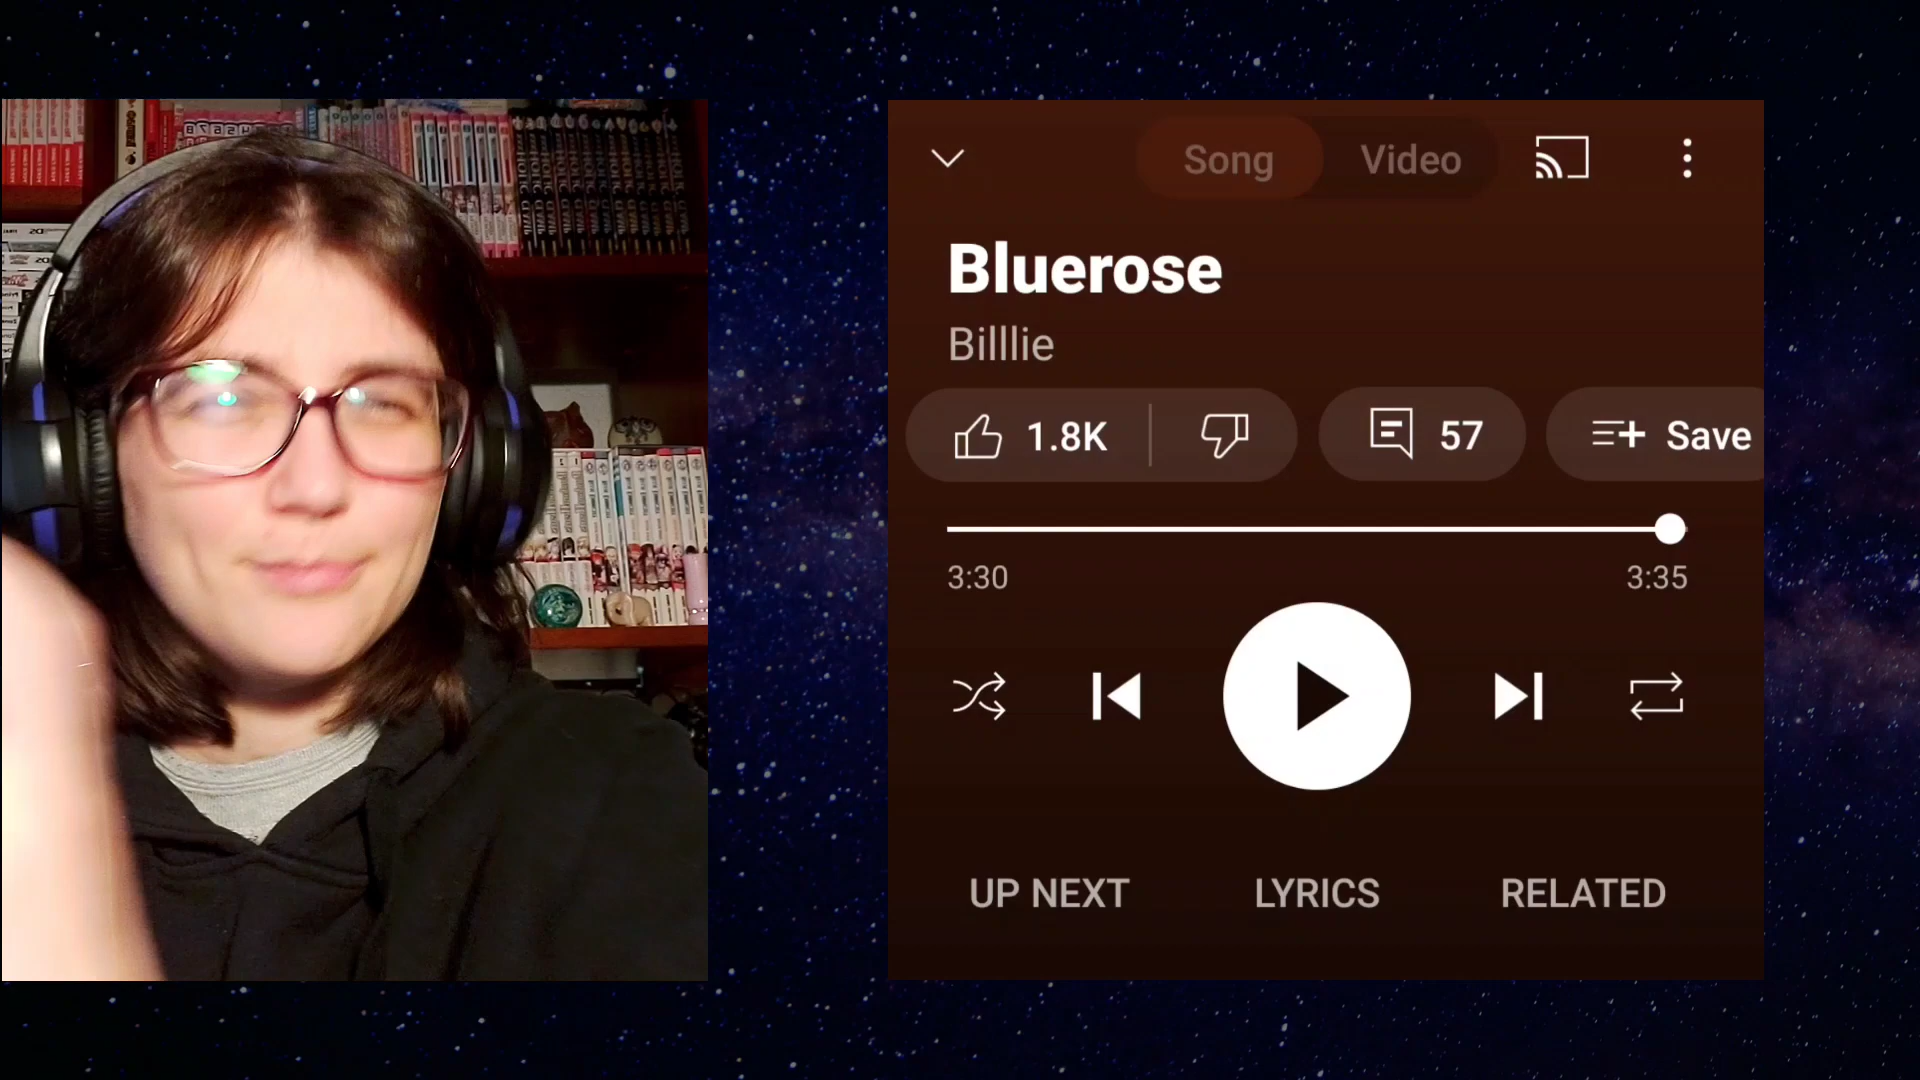 Song Video
Bluerose
Billlie
1.8K 57 Save
3:30 3:35
UP NEXT LYRICS RELATED